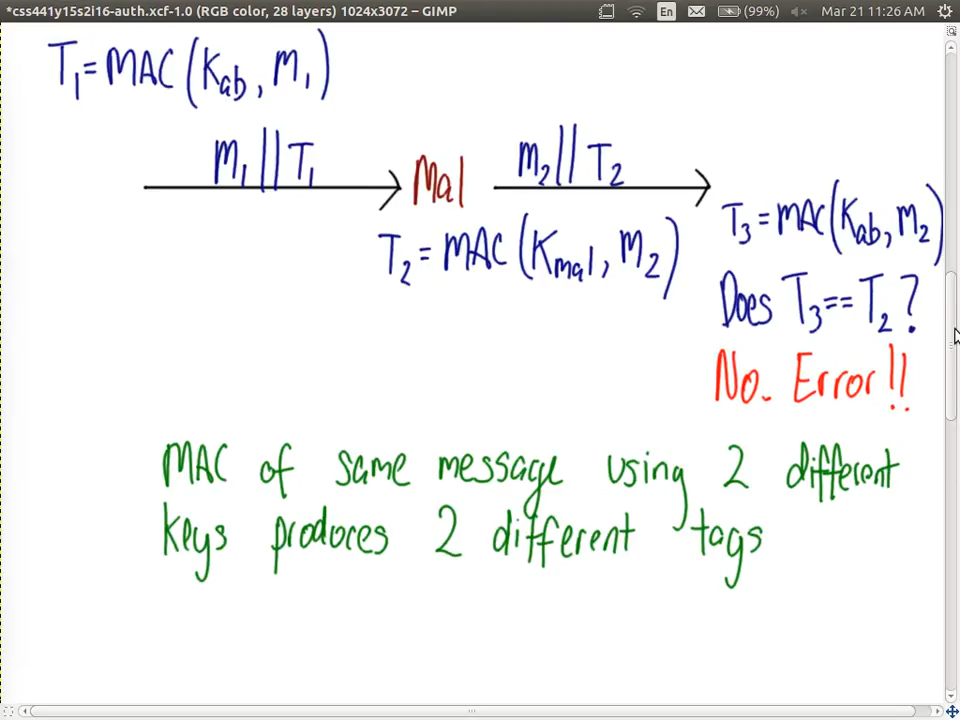 *css441y15s2i16-auth.xcf-1.0 (RGB color, 28 layers) 1024x3072 – GIMP
En
(99%)
Mar 21 11:26 AM
T₁=MAC(Kab, M₁)
M₁||T₁
Mal
M₂||T₂
T₂=MAC(Kmal, M₂)
T₃=MAC(Kab, M₂)
Does T₃==T₂?
No. Error!!
MAC of same message using 2 different
keys produces 2 different tags